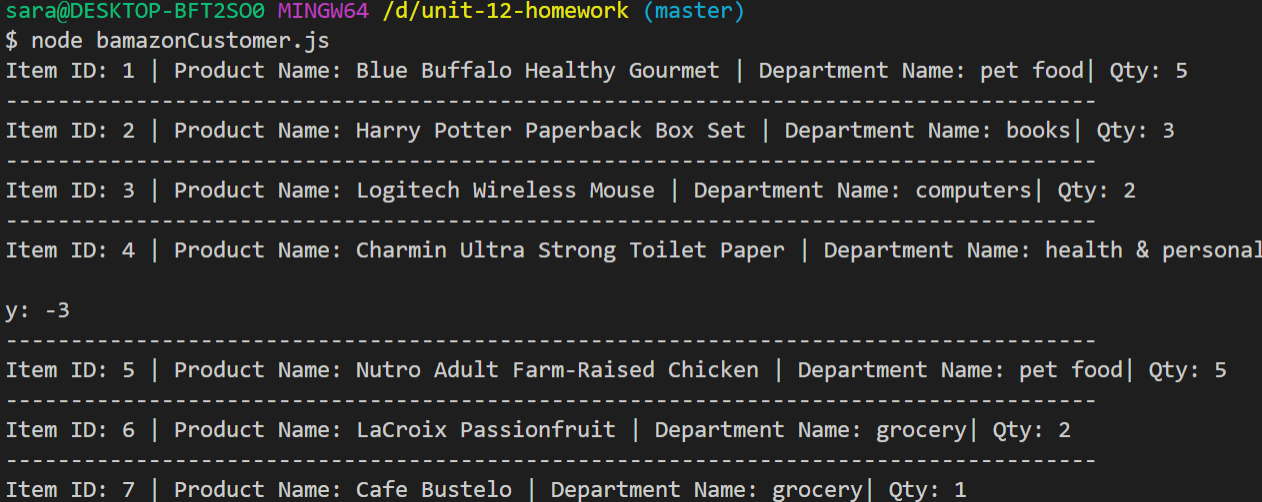 sara@DESKTOP-BFT2SO0 MINGW64 /d/unit-12-homework (master)
$ node bamazonCustomer.js
Item ID: 1 | Product Name: Blue Buffalo Healthy Gourmet | Department Name: pet food| Qty: 5
------------------------------------------------------------------------------------
Item ID: 2 | Product Name: Harry Potter Paperback Box Set | Department Name: books| Qty: 3
------------------------------------------------------------------------------------
Item ID: 3 | Product Name: Logitech Wireless Mouse | Department Name: computers| Qty: 2
------------------------------------------------------------------------------------
Item ID: 4 | Product Name: Charmin Ultra Strong Toilet Paper | Department Name: health & personal
y: -3
------------------------------------------------------------------------------------
Item ID: 5 | Product Name: Nutro Adult Farm-Raised Chicken | Department Name: pet food| Qty: 5
------------------------------------------------------------------------------------
Item ID: 6 | Product Name: LaCroix Passionfruit | Department Name: grocery| Qty: 2
------------------------------------------------------------------------------------
Item ID: 7 | Product Name: Cafe Bustelo | Department Name: grocery| Qty: 1